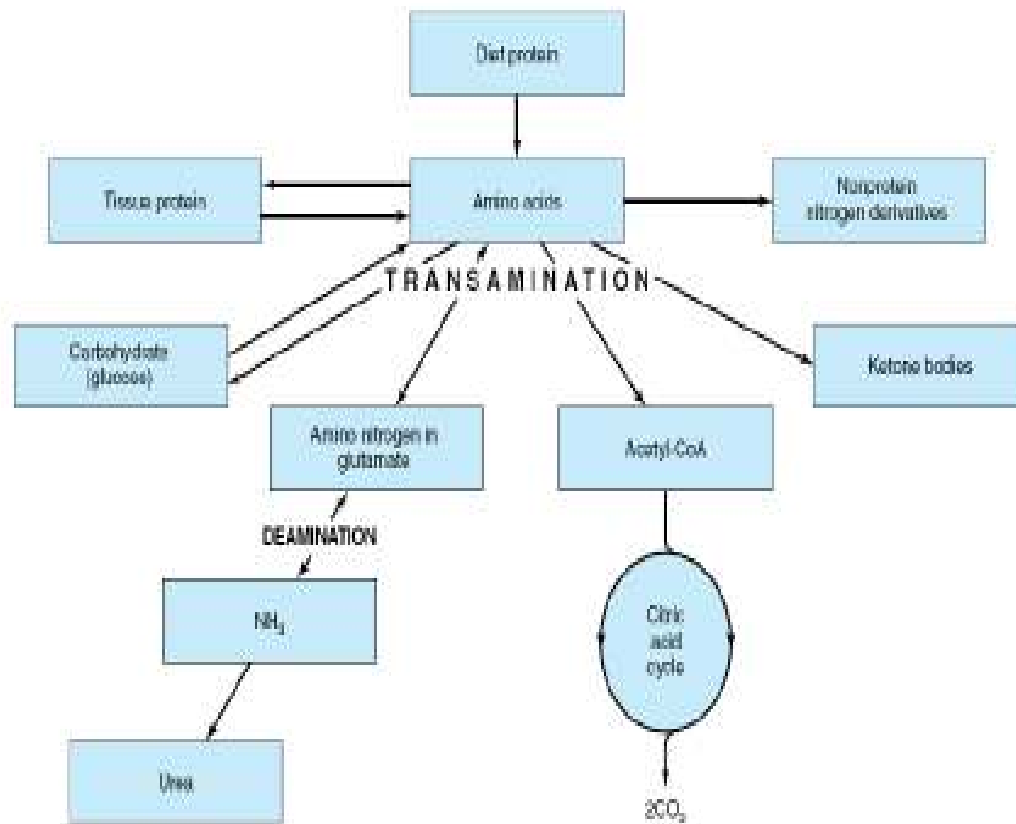 Diet protein
Tissue protein
Amino acids
Nonprotein
nitrogen derivatives
TRANSAMINATION
Carbohydrate
(glucose)
Ketone bodies
Amino nitrogen in
glutamate
Acetyl-CoA
DEAMINATION
NH₃
Citric
acid
cycle
Urea
2CO₂